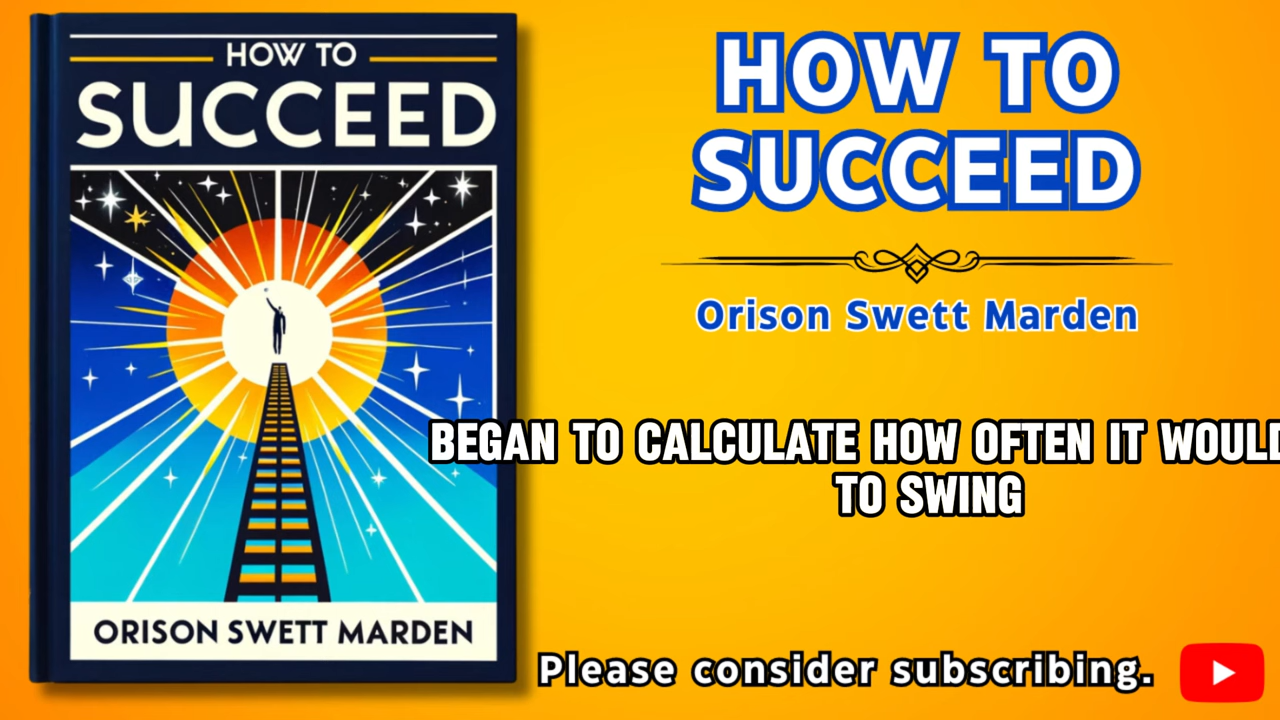 HOW TO
SUCCEED
ORISON SWETT MARDEN
HOW TO
SUCCEED
Orison Swett Marden
BEGAN TO CALCULATE HOW OFTEN IT WOULD
TO SWING
Please consider subscribing.